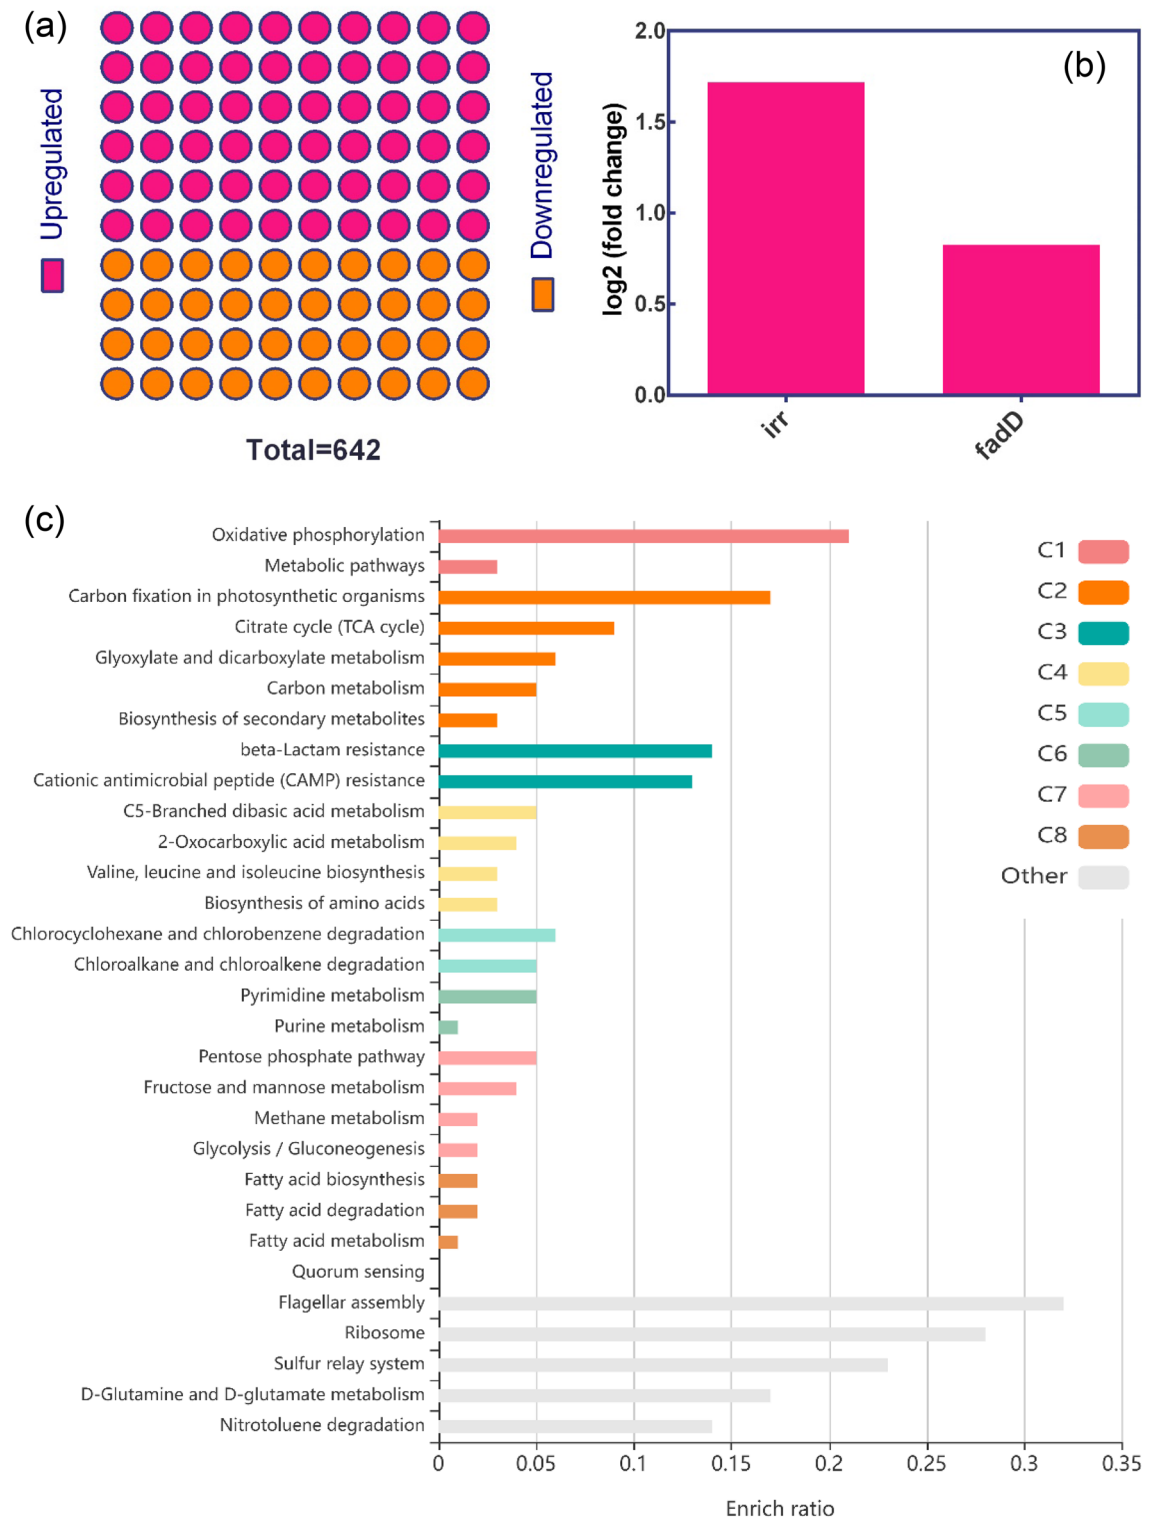 (a)
Upregulated
Downregulated
Total=642
(b)
log2 (fold change)
2.0
1.5
1.0
0.5
0.0
irr
fadD
(c)
Oxidative phosphorylation
Metabolic pathways
Carbon fixation in photosynthetic organisms
Citrate cycle (TCA cycle)
Glyoxylate and dicarboxylate metabolism
Carbon metabolism
Biosynthesis of secondary metabolites
beta-Lactam resistance
Cationic antimicrobial peptide (CAMP) resistance
C5-Branched dibasic acid metabolism
2-Oxocarboxylic acid metabolism
Valine, leucine and isoleucine biosynthesis
Biosynthesis of amino acids
Chlorocyclohexane and chlorobenzene degradation
Chloroalkane and chloroalkene degradation
Pyrimidine metabolism
Purine metabolism
Pentose phosphate pathway
Fructose and mannose metabolism
Methane metabolism
Glycolysis / Gluconeogenesis
Fatty acid biosynthesis
Fatty acid degradation
Fatty acid metabolism
Quorum sensing
Flagellar assembly
Ribosome
Sulfur relay system
D-Glutamine and D-glutamate metabolism
Nitrotoluene degradation
C1
C2
C3
C4
C5
C6
C7
C8
Other
0 0.05 0.1 0.15 0.2 0.25 0.3 0.35
Enrich ratio